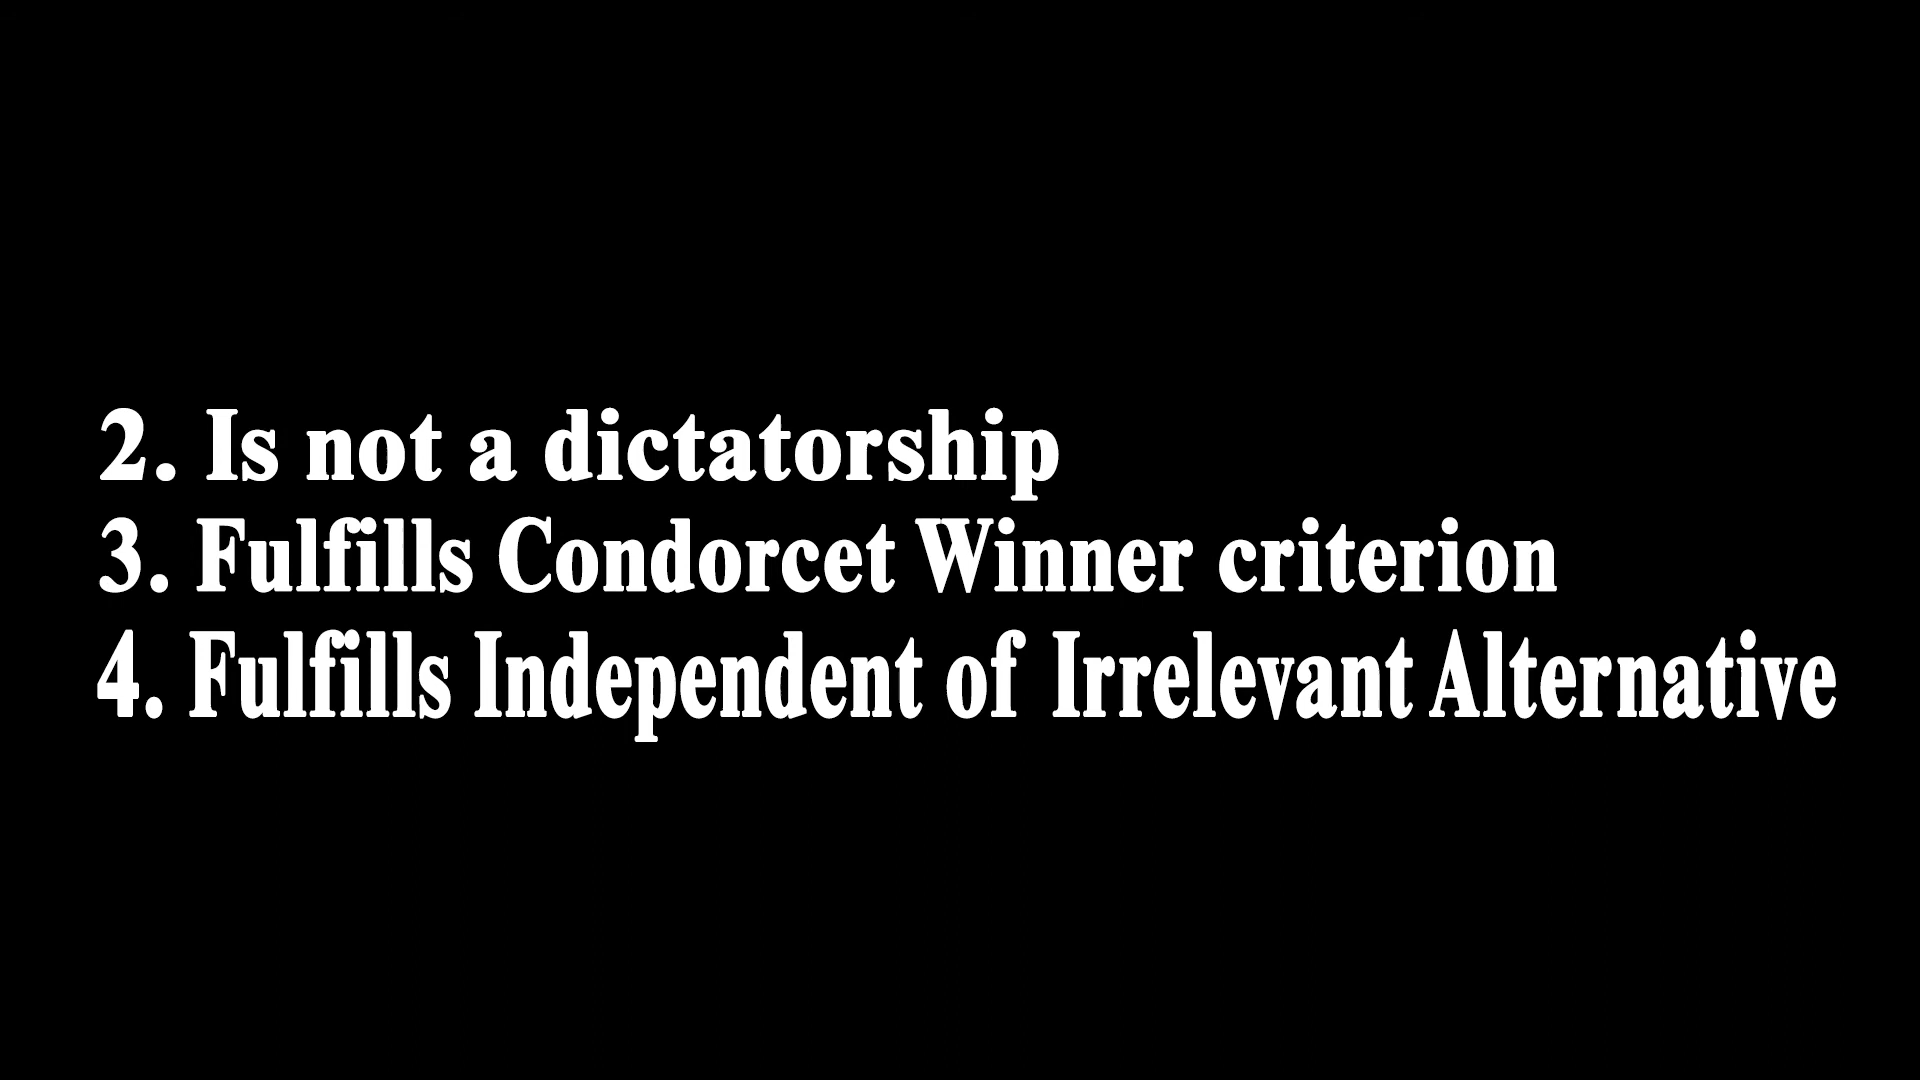 2. Is not a dictatorship
3. Fulfills Condorcet Winner criterion
4. Fulfills Independent of Irrelevant Alternative